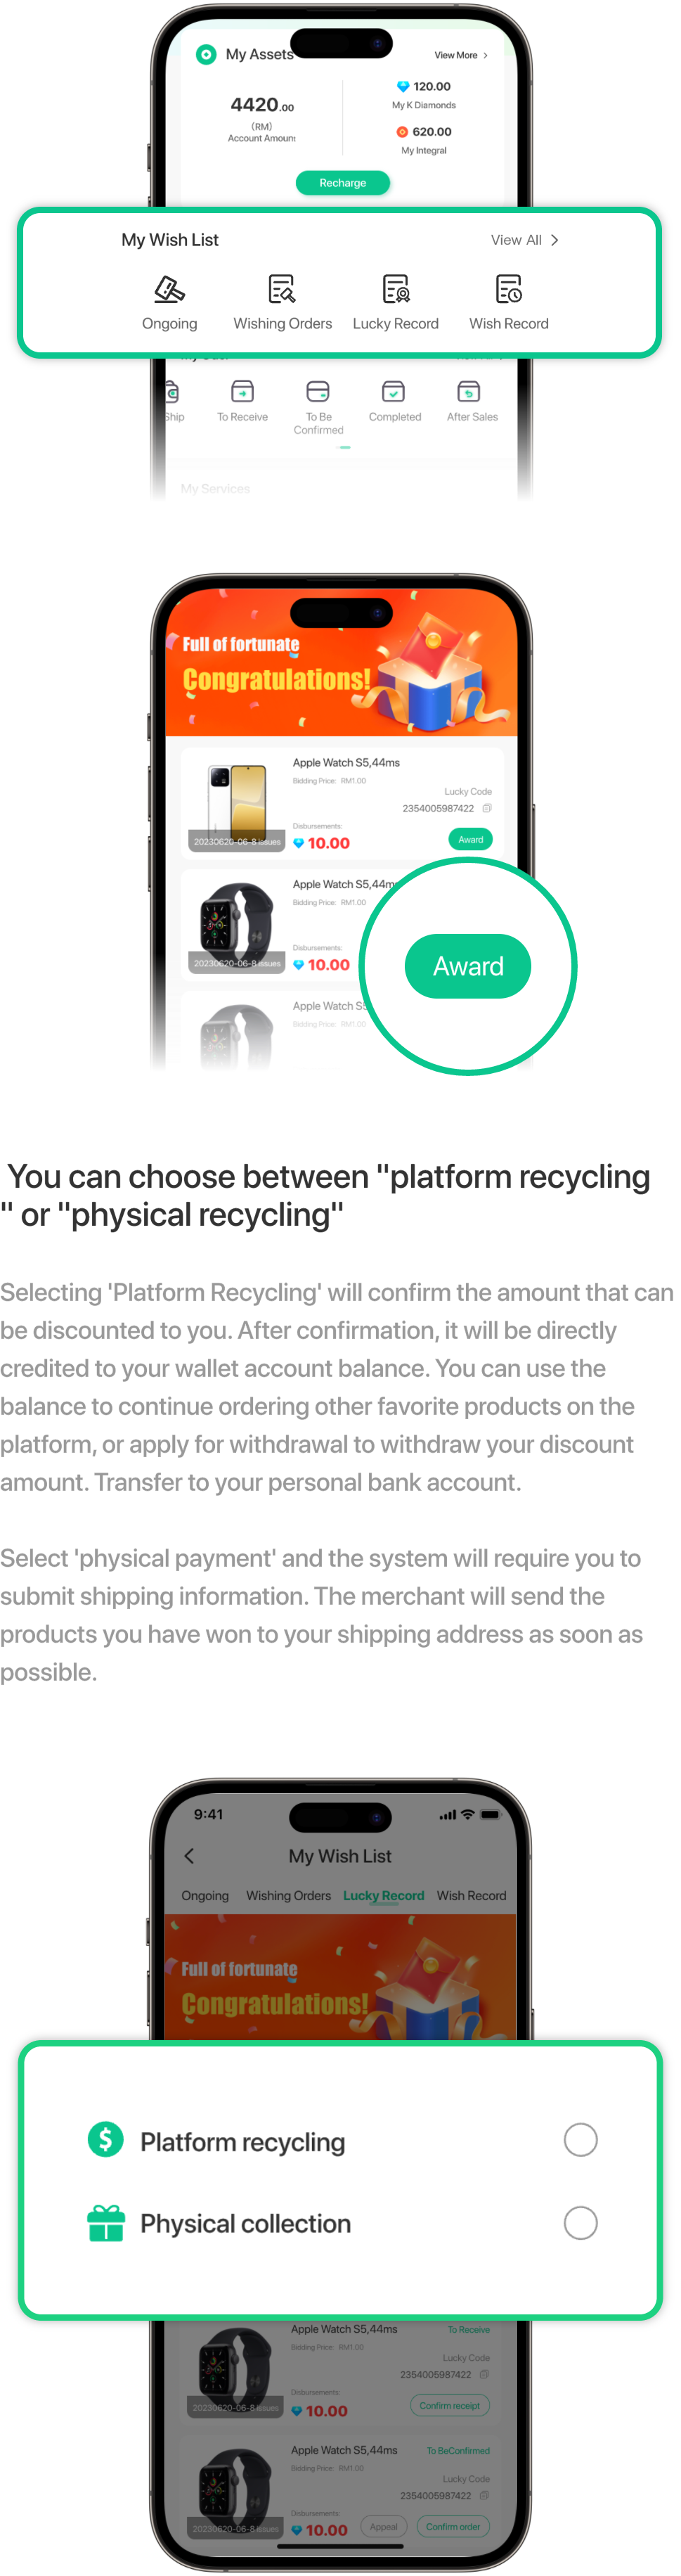 My Assets
View More >
4420.00
(RM)
Account Amount
120.00
My K Diamonds
620.00
My Integral
Recharge
My Wish List
View All >
Ongoing
Wishing Orders
Lucky Record
Wish Record
Ship
To Receive
To Be
Confirmed
Completed
After Sales
My Services
Full of fortunate
Congratulations!
Apple Watch S5,44ms
Bidding Price: RM1.00
Lucky Code
2354005987422
Disbursements:
10.00
20230620-06-8 issues
Award
Apple Watch S5,44m
Bidding Price: RM1.00
Disbursements:
10.00
20230620-06-8 issues
Award
Apple Watch S5
Bidding Price: RM1.00
You can choose between "platform recycling
" or "physical recycling"
Selecting 'Platform Recycling' will confirm the amount that can
be discounted to you. After confirmation, it will be directly
credited to your wallet account balance. You can use the
balance to continue ordering other favorite products on the
platform, or apply for withdrawal to withdraw your discount
amount. Transfer to your personal bank account.
Select 'physical payment' and the system will require you to
submit shipping information. The merchant will send the
products you have won to your shipping address as soon as
possible.
9:41
My Wish List
Ongoing
Wishing Orders
Lucky Record
Wish Record
Full of fortunate
Congratulations!
Platform recycling
Physical collection
Apple Watch S5,44ms
To Receive
Bidding Price: RM1.00
Lucky Code
2354005987422
Disbursements:
10.00
20230620-06-8 issues
Confirm receipt
Apple Watch S5,44ms
To BeConfirmed
Bidding Price: RM1.00
Lucky Code
2354005987422
Disbursements:
10.00
20230620-06-8 issues
Appeal
Confirm order